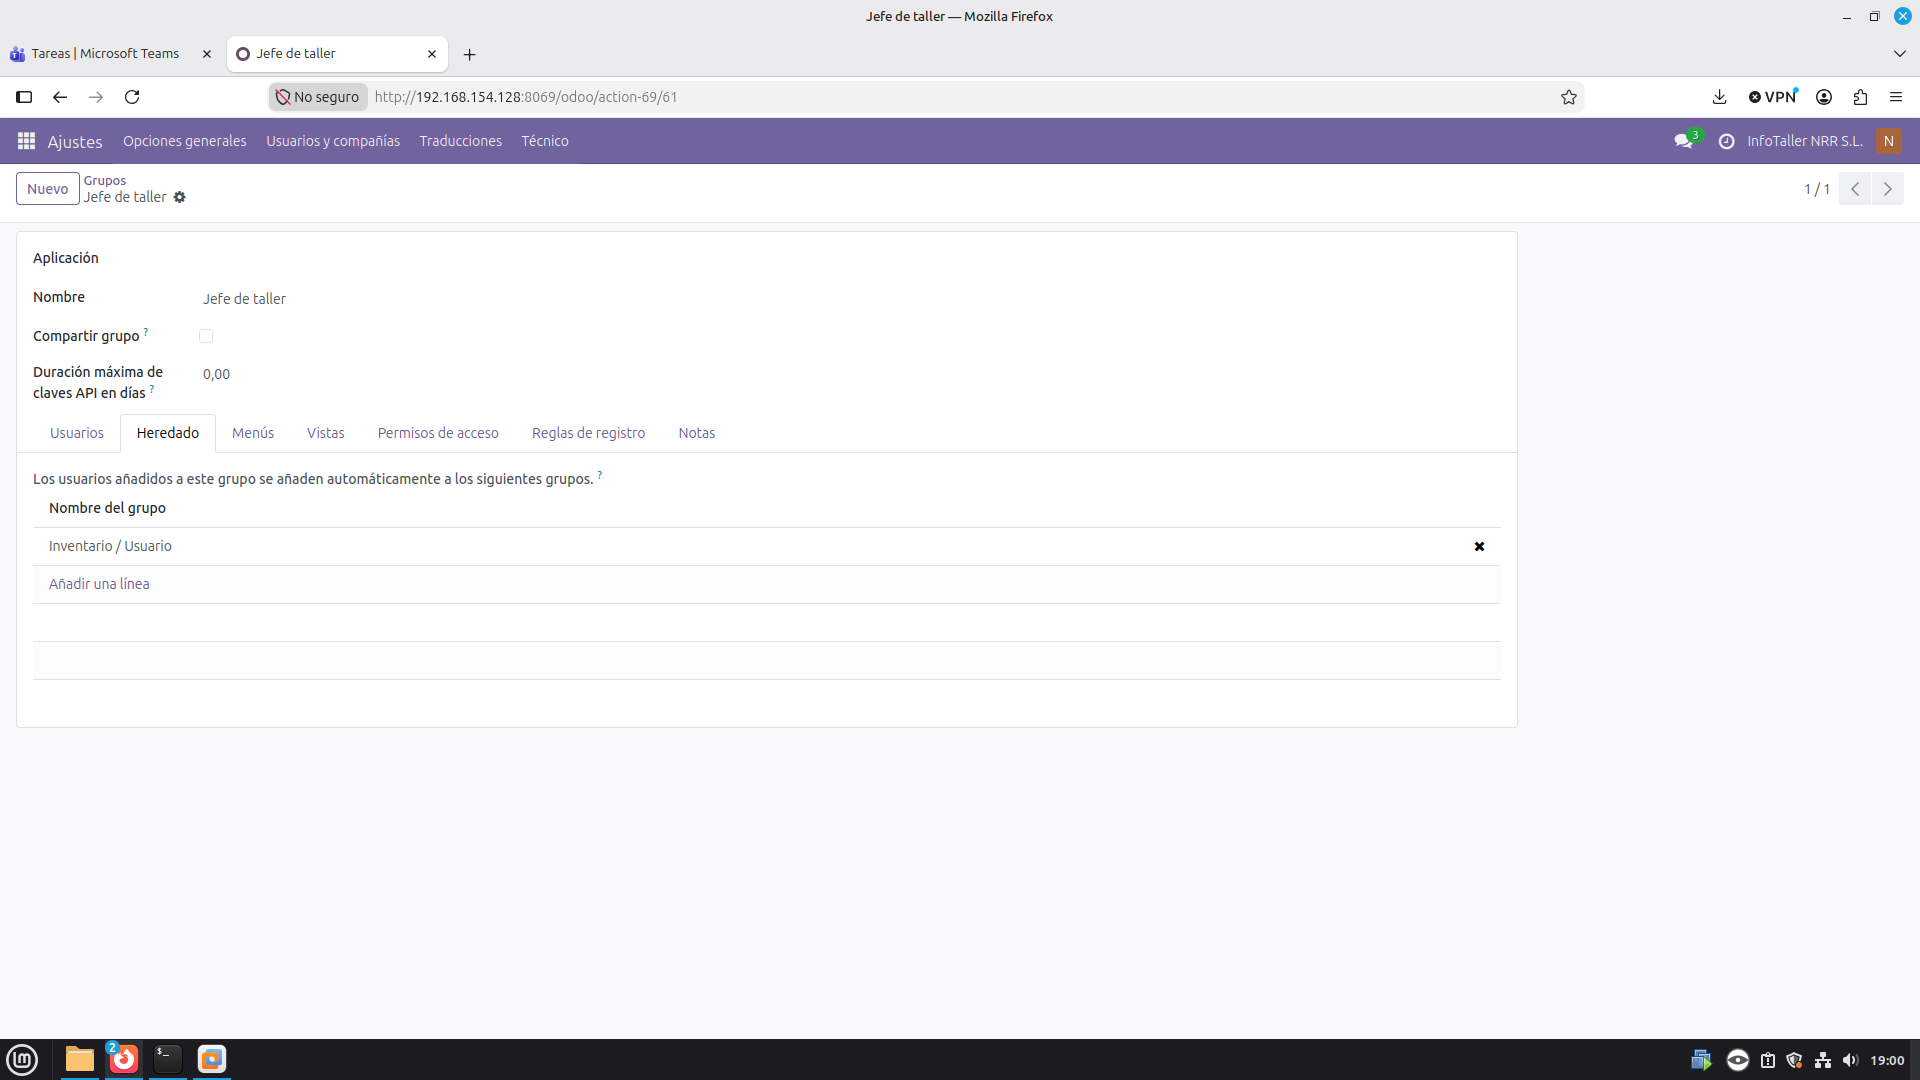 Jefe de taller — Mozilla Firefox
Tareas | Microsoft Teams
Jefe de taller
No seguro
http://192.168.154.128:8069/odoo/action-69/61
VPN
Ajustes
Opciones generales
Usuarios y compañías
Traducciones
Técnico
3
InfoTaller NRR S.L.
N
Nuevo
Grupos
Jefe de taller
1 / 1
Aplicación
Nombre
Jefe de taller
Compartir grupo ?
Duración máxima de claves API en días ?
0,00
Usuarios
Heredado
Menús
Vistas
Permisos de acceso
Reglas de registro
Notas
Los usuarios añadidos a este grupo se añaden automáticamente a los siguientes grupos. ?
Nombre del grupo
Inventario / Usuario
Añadir una línea
2
$_
19:00